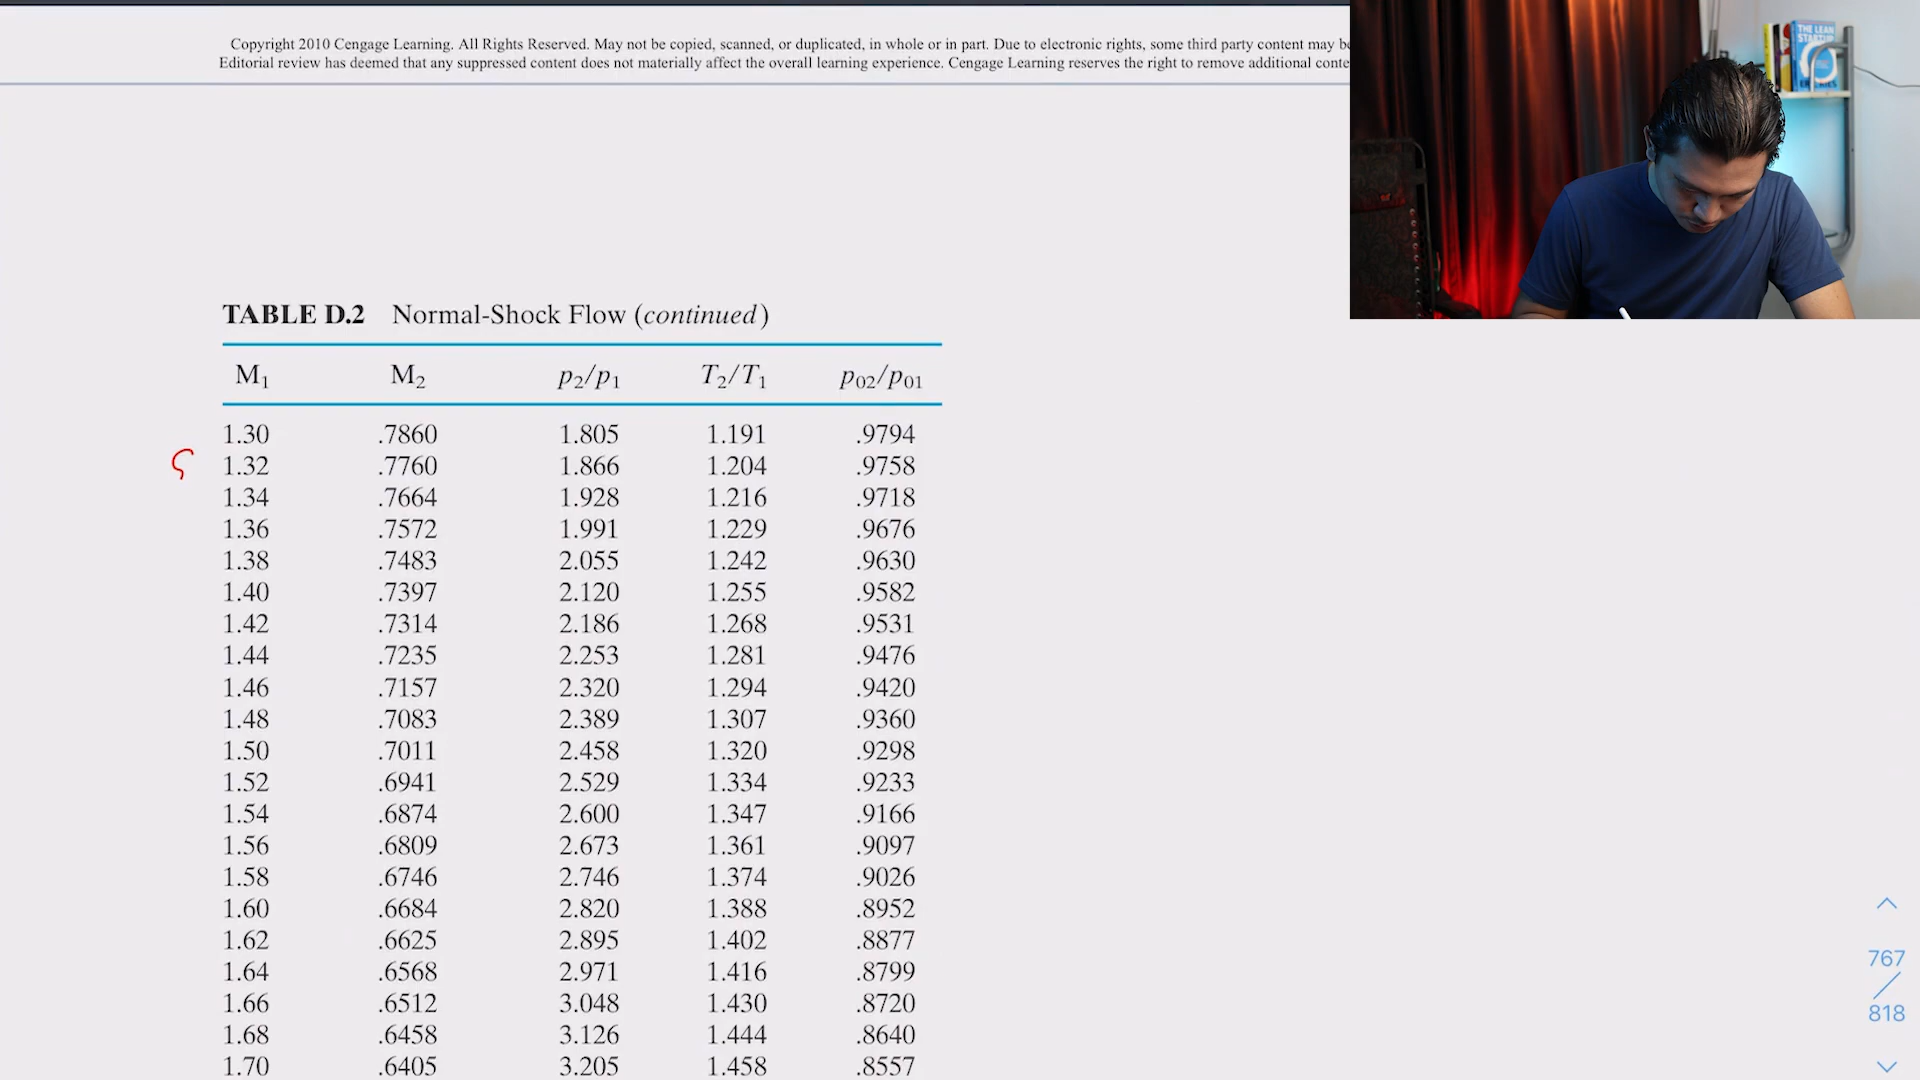 Copyright 2010 Cengage Learning. All Rights Reserved. May not be copied, scanned, or duplicated, in whole or in part. Due to electronic rights, some third party content may be
Editorial review has deemed that any suppressed content does not materially affect the overall learning experience. Cengage Learning reserves the right to remove additional conte
THE LEAN
TABLE D.2 Normal-Shock Flow (continued)
M1 M2 p2/p1 T2/T1 p02/p01
1.30 .7860 1.805 1.191 .9794
1.32 .7760 1.866 1.204 .9758
1.34 .7664 1.928 1.216 .9718
1.36 .7572 1.991 1.229 .9676
1.38 .7483 2.055 1.242 .9630
1.40 .7397 2.120 1.255 .9582
1.42 .7314 2.186 1.268 .9531
1.44 .7235 2.253 1.281 .9476
1.46 .7157 2.320 1.294 .9420
1.48 .7083 2.389 1.307 .9360
1.50 .7011 2.458 1.320 .9298
1.52 .6941 2.529 1.334 .9233
1.54 .6874 2.600 1.347 .9166
1.56 .6809 2.673 1.361 .9097
1.58 .6746 2.746 1.374 .9026
1.60 .6684 2.820 1.388 .8952
1.62 .6625 2.895 1.402 .8877
1.64 .6568 2.971 1.416 .8799
1.66 .6512 3.048 1.430 .8720
1.68 .6458 3.126 1.444 .8640
1.70 .6405 3.205 1.458 .8557
767
/
818